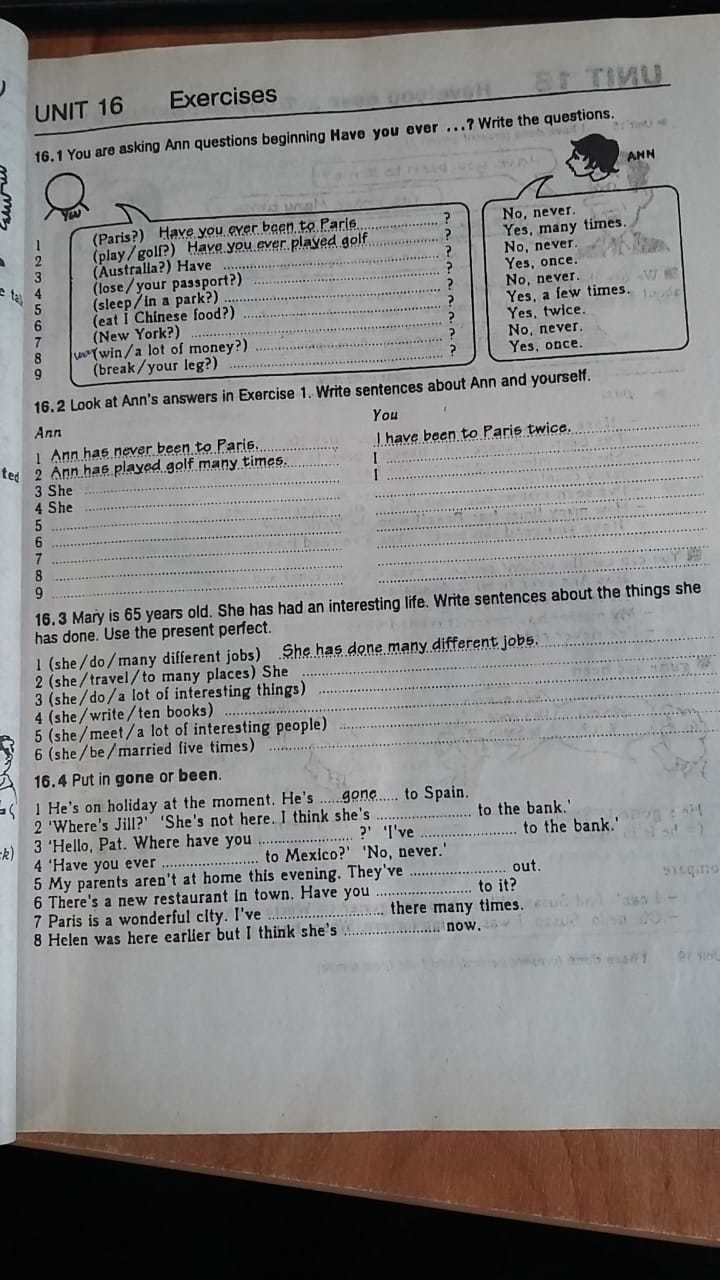 UNIT 16 Exercises
16.1 You are asking Ann questions beginning Have you ever ...? Write the questions.
YOU
ANN
1 (Paris?) Have you ever been to Paris ?
2 (play/golf?) Have you ever played golf ?
3 (Australia?) Have ?
4 (lose/your passport?) ?
5 (sleep/in a park?) ?
6 (eat I Chinese food?) ?
7 (New York?) ?
8 (win/a lot of money?) ?
9 (break/your leg?) ?
No, never.
Yes, many times.
No, never.
Yes, once.
No, never.
Yes, a few times.
Yes, twice.
No, never.
Yes, once.
16.2 Look at Ann's answers in Exercise 1. Write sentences about Ann and yourself.
Ann You
1 Ann has never been to Paris. I have been to Paris twice.
2 Ann has played golf many times. I
3 She I
4 She
5
6
7
8
9
16.3 Mary is 65 years old. She has had an interesting life. Write sentences about the things she
has done. Use the present perfect.
1 (she/do/many different jobs) She has done many different jobs.
2 (she/travel/to many places) She
3 (she/do/a lot of interesting things)
4 (she/write/ten books)
5 (she/meet/a lot of interesting people)
6 (she/be/married five times)
16.4 Put in gone or been.
1 He's on holiday at the moment. He's gone to Spain.
2 'Where's Jill?' 'She's not here. I think she's to the bank.'
3 'Hello, Pat. Where have you ?' 'I've to the bank.'
4 'Have you ever to Mexico?' 'No, never.'
5 My parents aren't at home this evening. They've out.
6 There's a new restaurant in town. Have you to it?
7 Paris is a wonderful city. I've there many times.
8 Helen was here earlier but I think she's now.